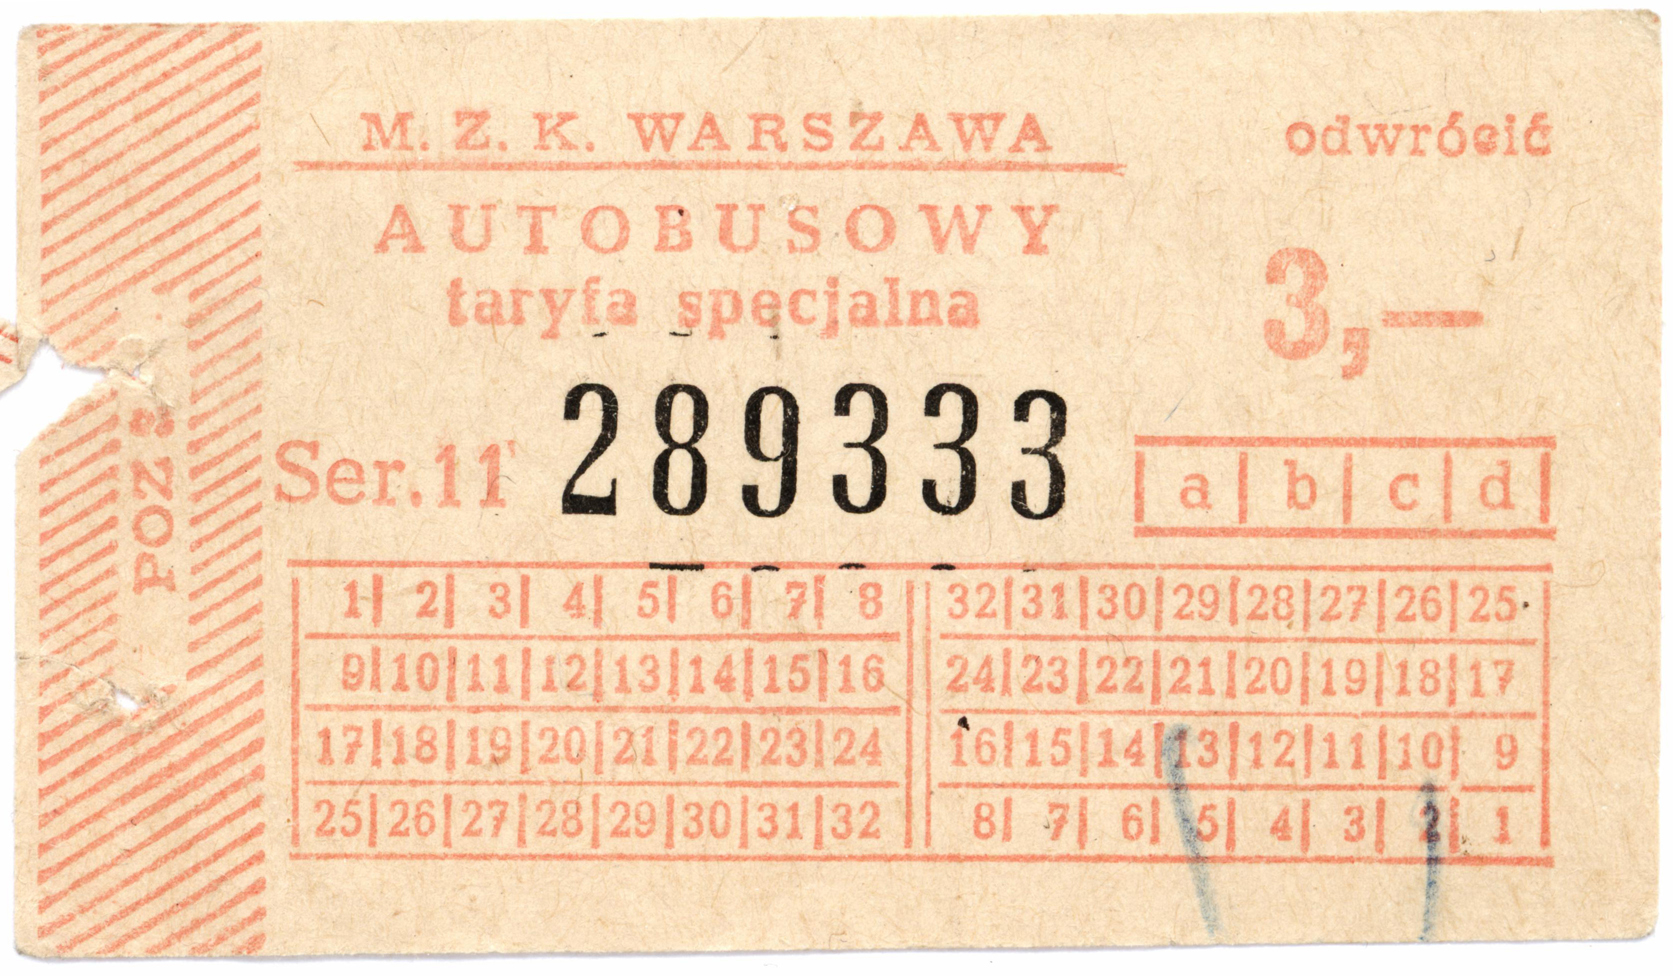 M. Z. K. WARSZAWA
odwrócić
AUTOBUSOWY
taryfa specjalna
3,—
Ser.11 289333
a b c d
POZ 3
1 2 3 4 5 6 7 8 32 31 30 29 28 27 26 25
9 10 11 12 13 14 15 16 24 23 22 21 20 19 18 17
17 18 19 20 21 22 23 24 16 15 14 13 12 11 10 9
25 26 27 28 29 30 31 32 8 7 6 5 4 3 2 1